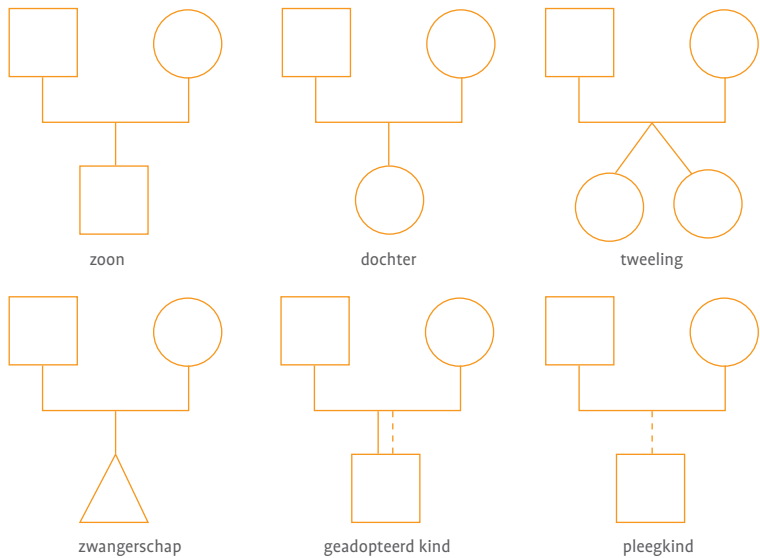 zoon
dochter
tweeling
zwangerschap
geadopteerd kind
pleegkind